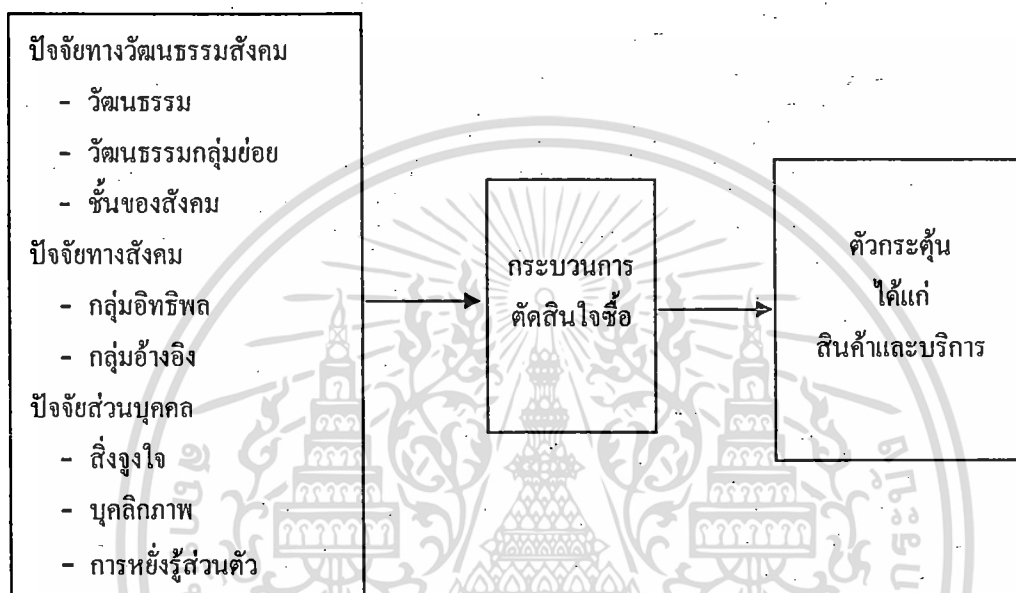 ปัจจัยทางวัฒนธรรมสังคม
- วัฒนธรรม
- วัฒนธรรมกลุ่มย่อย
- ชั้นของสังคม
ปัจจัยทางสังคม
- กลุ่มอิทธิพล
- กลุ่มอ้างอิง
ปัจจัยส่วนบุคคล
- สิ่งจูงใจ
- บุคลิกภาพ
- การหยั่งรู้ส่วนตัว
กระบวนการ
ตัดสินใจซื้อ
ตัวกระตุ้น
ได้แก่
สินค้าและบริการ